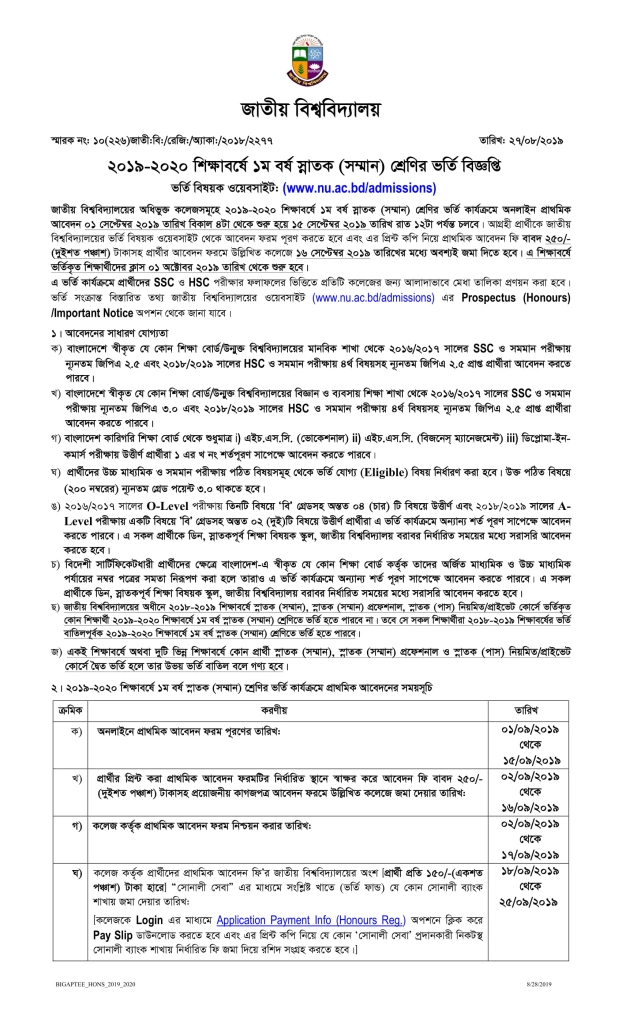 জাতীয় বিশ্ববিদ্যালয়
স্মারক নং: ১০(২২৬)জাতী:বি:/রেজি:/অ্যাকা:/২০১৮/২২৭৭ তারিখ: ২৭/০৮/২০১৯
২০১৯-২০২০ শিক্ষাবর্ষে ১ম বর্ষ স্নাতক (সম্মান) শ্রেণির ভর্তি বিজ্ঞপ্তি
ভর্তি বিষয়ক ওয়েবসাইট: (www.nu.ac.bd/admissions)
জাতীয় বিশ্ববিদ্যালয়ের অধিভুক্ত কলেজসমূহে ২০১৯-২০২০ শিক্ষাবর্ষে ১ম বর্ষ স্নাতক (সম্মান) শ্রেণির ভর্তি কার্যক্রমে অনলাইন প্রাথমিক
আবেদন ০১ সেপ্টেম্বর ২০১৯ তারিখ বিকাল ৪টা থেকে শুরু হয়ে ১৫ সেপ্টেম্বর ২০১৯ তারিখ রাত ১২টা পর্যন্ত চলবে। আগ্রহী প্রার্থীকে জাতীয়
বিশ্ববিদ্যালয়ের ভর্তি বিষয়ক ওয়েবসাইট থেকে আবেদন ফরম পূরণ করতে হবে এবং এর প্রিন্ট কপি নিয়ে প্রাথমিক আবেদন ফি বাবদ ২৫০/-
(দুইশত পঞ্চাশ) টাকাসহ প্রার্থীর আবেদন ফরমে উল্লিখিত কলেজে ১৬ সেপ্টেম্বর ২০১৯ তারিখের মধ্যে অবশ্যই জমা দিতে হবে। এ শিক্ষাবর্ষে
ভর্তিকৃত শিক্ষার্থীদের ক্লাস ০১ অক্টোবর ২০১৯ তারিখ থেকে শুরু হবে।
এ ভর্তি কার্যক্রমে প্রার্থীদের SSC ও HSC পরীক্ষার ফলাফলের ভিত্তিতে প্রতিটি কলেজের জন্য আলাদাভাবে মেধা তালিকা প্রণয়ন করা হবে।
ভর্তি সংক্রান্ত বিস্তারিত তথ্য জাতীয় বিশ্ববিদ্যালয়ের ওয়েবসাইট (www.nu.ac.bd/admissions) এর Prospectus (Honours)
/Important Notice অপশন থেকে জানা যাবে।
১। আবেদনের সাধারণ যোগ্যতা
ক) বাংলাদেশে স্বীকৃত যে কোন শিক্ষা বোর্ড/উন্মুক্ত বিশ্ববিদ্যালয়ের মানবিক শাখা থেকে ২০১৬/২০১৭ সালের SSC ও সমমান পরীক্ষায়
ন্যূনতম জিপিএ ২.৫ এবং ২০১৮/২০১৯ সালের HSC ও সমমান পরীক্ষায় ৪র্থ বিষয়সহ ন্যূনতম জিপিএ ২.৫ প্রাপ্ত প্রার্থীরা আবেদন করতে
পারবে।
খ) বাংলাদেশে স্বীকৃত যে কোন শিক্ষা বোর্ড/উন্মুক্ত বিশ্ববিদ্যালয়ের বিজ্ঞান ও ব্যবসায় শিক্ষা শাখা থেকে ২০১৬/২০১৭ সালের SSC ও সমমান
পরীক্ষায় ন্যূনতম জিপিএ ৩.০ এবং ২০১৮/২০১৯ সালের HSC ও সমমান পরীক্ষায় ৪র্থ বিষয়সহ ন্যূনতম জিপিএ ২.৫ প্রাপ্ত প্রার্থীরা
আবেদন করতে পারবে।
গ) বাংলাদেশ কারিগরি শিক্ষা বোর্ড থেকে শুধুমাত্র i) এইচ.এস.সি. (ভোকেশনাল) ii) এইচ.এস.সি. (বিজনেস্ ম্যানেজমেন্ট) iii) ডিপ্লোমা-ইন-
কমার্স পরীক্ষায় উত্তীর্ণ প্রার্থীরা ১ এর খ নং শর্তপূরণ সাপেক্ষে আবেদন করতে পারবে।
ঘ) প্রার্থীদের উচ্চ মাধ্যমিক ও সমমান পরীক্ষায় পঠিত বিষয়সমূহ থেকে ভর্তি যোগ্য (Eligible) বিষয় নির্ধারণ করা হবে। উক্ত পঠিত বিষয়ে
(২০০ নম্বরের) ন্যূনতম গ্রেড পয়েন্ট ৩.০ থাকতে হবে।
ঙ) ২০১৬/২০১৭ সালের O-Level পরীক্ষায় তিনটি বিষয়ে ‘বি’ গ্রেডসহ অন্তত ০৪ (চার) টি বিষয়ে উত্তীর্ণ এবং ২০১৮/২০১৯ সালের A-
Level পরীক্ষায় একটি বিষয়ে ‘বি’ গ্রেডসহ অন্তত ০২ (দুই)টি বিষয়ে উত্তীর্ণ প্রার্থীরা এ ভর্তি কার্যক্রমে অন্যান্য শর্ত পূরণ সাপেক্ষে আবেদন
করতে পারবে। এ সকল প্রার্থীকে ডিন, স্নাতকপূর্ব শিক্ষা বিষয়ক স্কুল, জাতীয় বিশ্ববিদ্যালয় বরাবর নির্ধারিত সময়ের মধ্যে সরাসরি আবেদন
করতে হবে।
চ) বিদেশী সার্টিফিকেটধারী প্রার্থীদের ক্ষেত্রে বাংলাদেশ-এ স্বীকৃত যে কোন শিক্ষা বোর্ড কর্তৃক তাদের অর্জিত মাধ্যমিক ও উচ্চ মাধ্যমিক
পর্যায়ের নম্বর পত্রের সমতা নিরূপণ করা হলে তারাও এ ভর্তি কার্যক্রমে অন্যান্য শর্ত পূরণ সাপেক্ষে আবেদন করতে পারবে। এ সকল
প্রার্থীকে ডিন, স্নাতকপূর্ব শিক্ষা বিষয়ক স্কুল, জাতীয় বিশ্ববিদ্যালয় বরাবর নির্ধারিত সময়ের মধ্যে সরাসরি আবেদন করতে হবে।
ছ) জাতীয় বিশ্ববিদ্যালয়ের অধীনে ২০১৮-২০১৯ শিক্ষাবর্ষে স্নাতক (সম্মান), স্নাতক (সম্মান) প্রফেশনাল, স্নাতক (পাস) নিয়মিত/প্রাইভেট কোর্সে ভর্তিকৃত
কোন শিক্ষার্থী ২০১৯-২০২০ শিক্ষাবর্ষে ১ম বর্ষ স্নাতক (সম্মান) শ্রেণিতে ভর্তি হতে পারবে না। তবে সে সকল শিক্ষার্থীরা ২০১৮-২০১৯ শিক্ষাবর্ষের ভর্তি
বাতিলপূর্বক ২০১৯-২০২০ শিক্ষাবর্ষে ১ম বর্ষ স্নাতক (সম্মান) শ্রেণিতে ভর্তি হতে পারবে।
জ) একই শিক্ষাবর্ষে অথবা দুটি ভিন্ন শিক্ষাবর্ষে কোন প্রার্থী স্নাতক (সম্মান), স্নাতক (সম্মান) প্রফেশনাল ও স্নাতক (পাস) নিয়মিত/প্রাইভেট
কোর্সে দ্বৈত ভর্তি হলে তার উভয় ভর্তি বাতিল বলে গণ্য হবে।
২। ২০১৯-২০২০ শিক্ষাবর্ষে ১ম বর্ষ স্নাতক (সম্মান) শ্রেণির ভর্তি কার্যক্রমে প্রাথমিক আবেদনের সময়সূচি
ক্রমিক করণীয় তারিখ
ক) অনলাইনে প্রাথমিক আবেদন ফরম পূরণের তারিখ: ০১/০৯/২০১৯
থেকে
১৫/০৯/২০১৯
খ) প্রার্থীর প্রিন্ট করা প্রাথমিক আবেদন ফরমটির নির্ধারিত স্থানে স্বাক্ষর করে আবেদন ফি বাবদ ২৫০/- ০২/০৯/২০১৯
(দুইশত পঞ্চাশ) টাকাসহ প্রয়োজনীয় কাগজপত্র আবেদন ফরমে উল্লিখিত কলেজে জমা দেয়ার তারিখ: থেকে
১৬/০৯/২০১৯
গ) কলেজ কর্তৃক প্রাথমিক আবেদন ফরম নিশ্চয়ন করার তারিখ: ০২/০৯/২০১৯
থেকে
১৭/০৯/২০১৯
ঘ) কলেজ কর্তৃক প্রার্থীদের প্রাথমিক আবেদন ফি’র জাতীয় বিশ্ববিদ্যালয়ের অংশ [প্রার্থী প্রতি ১৫০/-(একশত ১৮/০৯/২০১৯
পঞ্চাশ) টাকা হারে] “সোনালী সেবা” এর মাধ্যমে সংশ্লিষ্ট খাতে (ভর্তি ফান্ড) যে কোন সোনালী ব্যাংক থেকে
শাখায় জমা দেয়ার তারিখ: ২৫/০৯/২০১৯
[কলেজকে Login এর মাধ্যমে Application Payment Info (Honours Reg.) অপশনে ক্লিক করে
Pay Slip ডাউনলোড করতে হবে এবং এর প্রিন্ট কপি নিয়ে যে কোন ‘সোনালী সেবা’ প্রদানকারী নিকটস্থ
সোনালী ব্যাংক শাখায় নির্ধারিত ফি জমা দিয়ে রশিদ সংগ্রহ করতে হবে।]
BIGAPTEE_HONS_2019_2020 8/28/2019